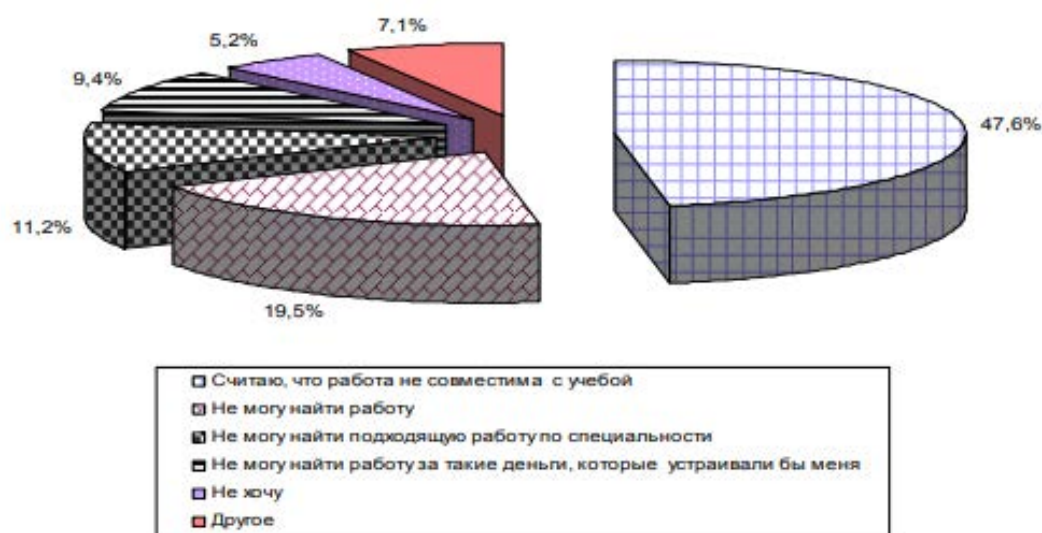 7,1%
5,2%
9,4%
47,6%
11,2%
19,5%
Считаю, что работа не совместима с учебой
Не могу найти работу
Не могу найти подходящую работу по специальности
Не могу найти работу за такие деньги, которые устраивали бы меня
Не хочу
Другое